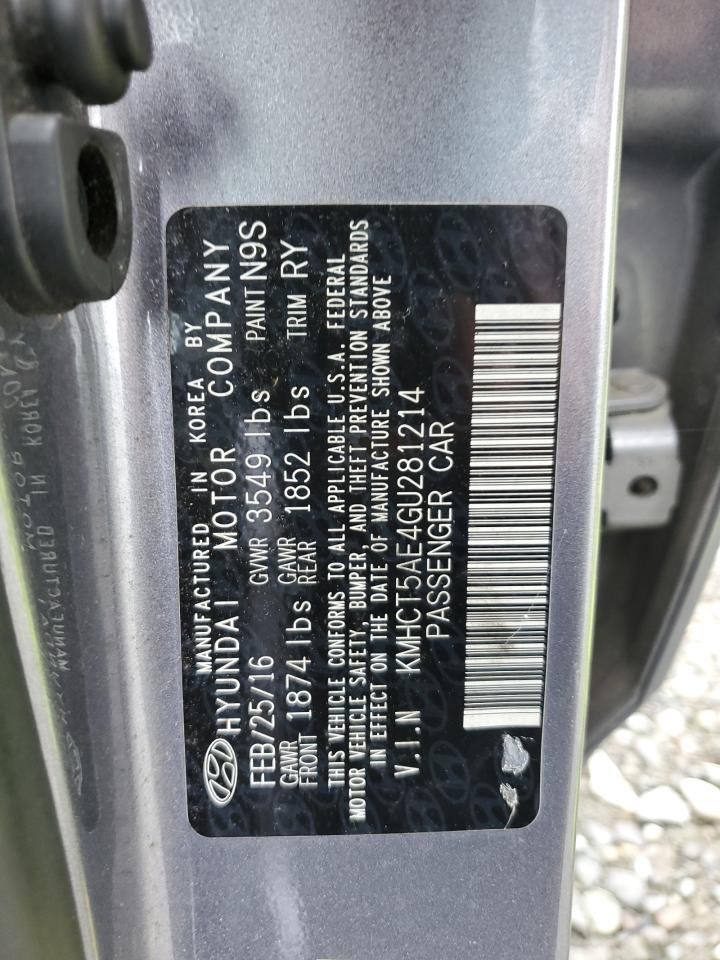 MANUFACTURED IN KOREA BY
HYUNDAI MOTOR COMPANY
FEB/25/16 GVWR 3549 lbs PAINT N9S
GAWR FRONT 1874 lbs GAWR REAR 1852 lbs TRIM RY
THIS VEHICLE CONFORMS TO ALL APPLICABLE U.S.A. FEDERAL
MOTOR VEHICLE SAFETY, BUMPER, AND THEFT PREVENTION STANDARDS
IN EFFECT ON THE DATE OF MANUFACTURE SHOWN ABOVE
V.I.N KMHCT5AE4GU281214
PASSENGER CAR